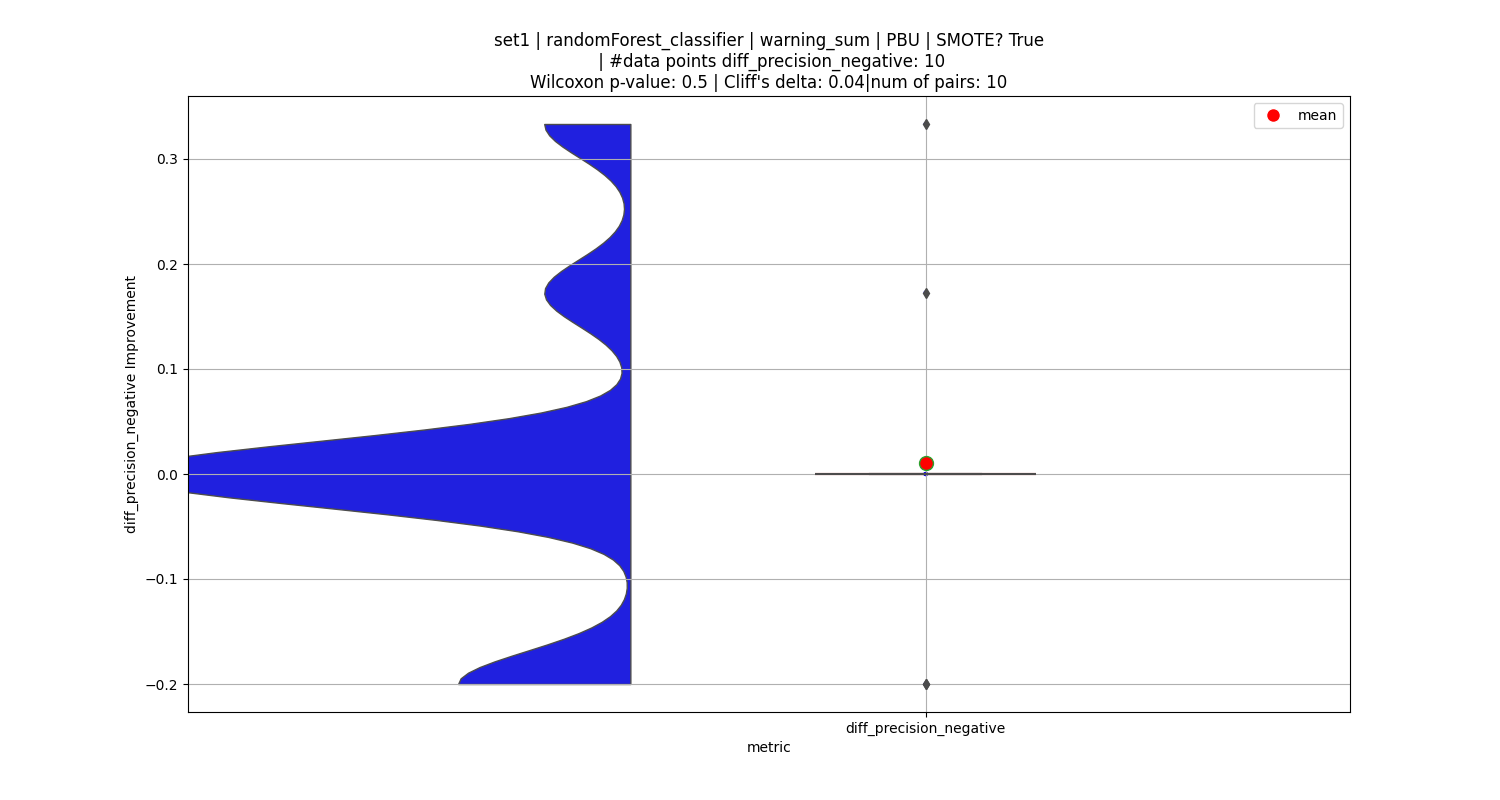 set1 | randomForest_classifier | warning_sum | PBU | SMOTE? True
| #data points diff_precision_negative: 10
Wilcoxon p-value: 0.5 | Cliff's delta: 0.04|num of pairs: 10
mean
0.3
0.2
0.1
0.0
−0.1
−0.2
diff_precision_negative Improvement
diff_precision_negative
metric